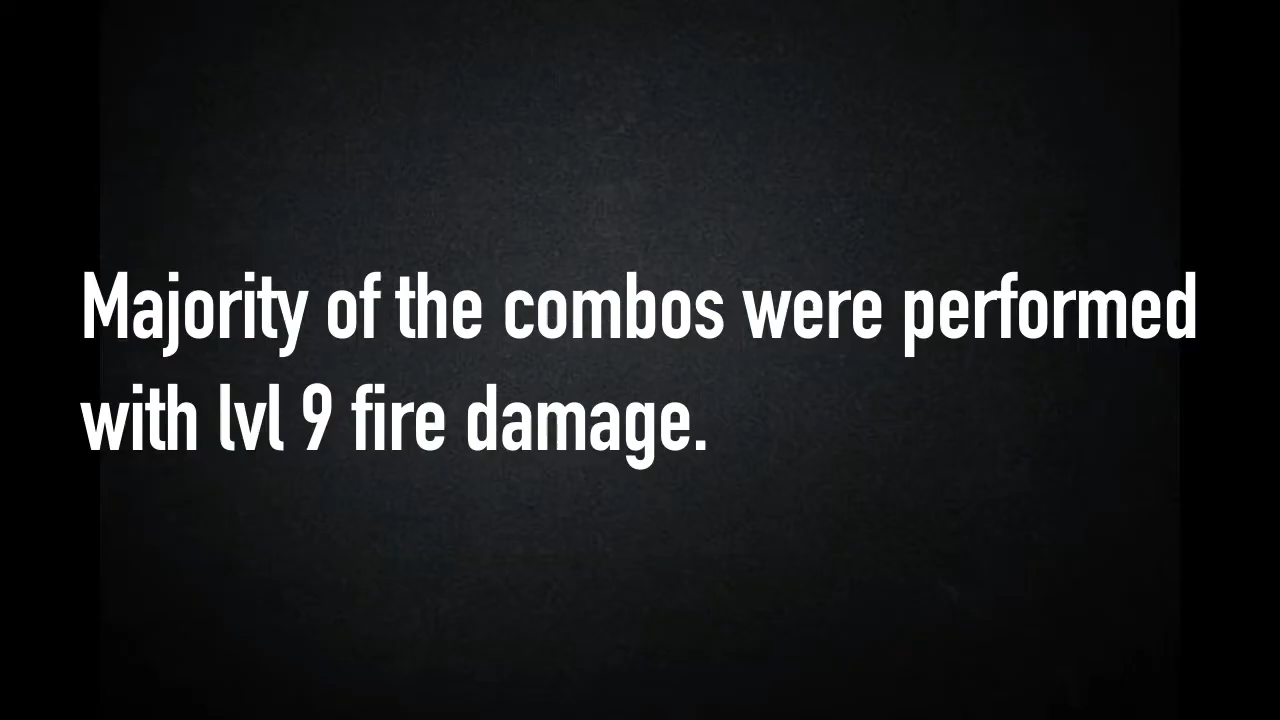 Majority of the combos were performed
with lvl 9 fire damage.